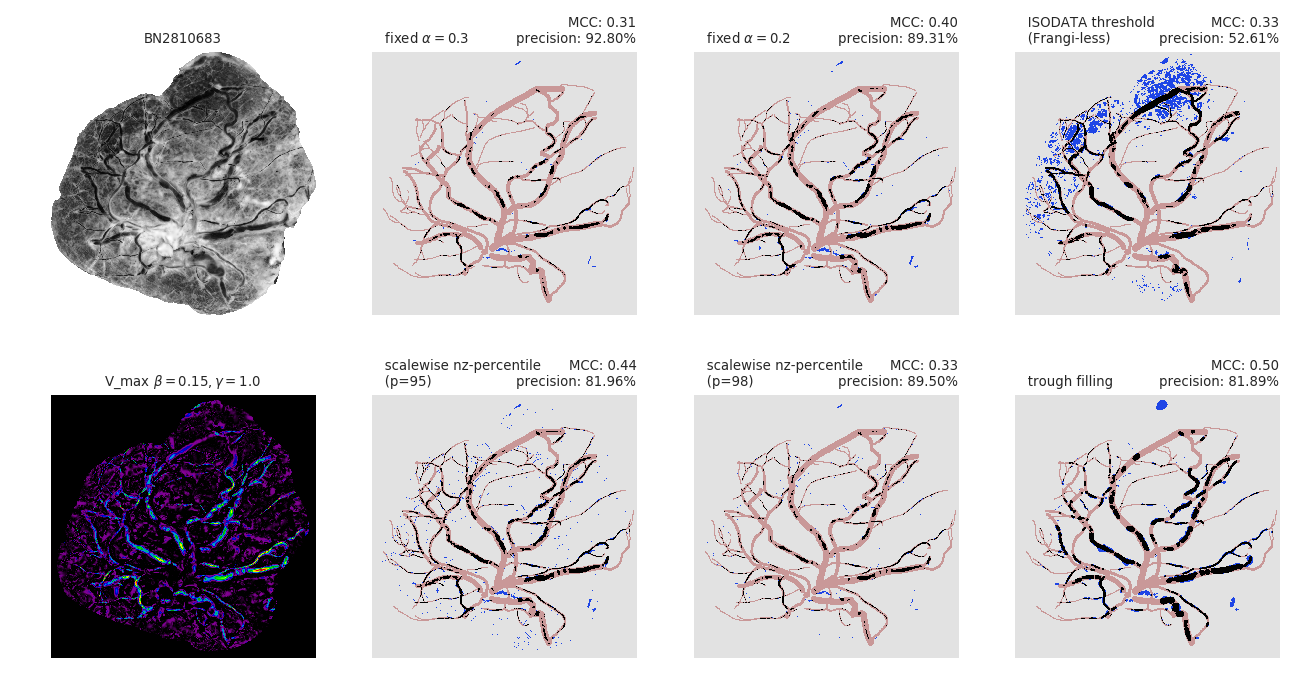 BN2810683
MCC: 0.31
fixed α = 0.3 precision: 92.80%
MCC: 0.40
fixed α = 0.2 precision: 89.31%
ISODATA threshold MCC: 0.33
(Frangi-less) precision: 52.61%
V_max β = 0.15, γ = 1.0
scalewise nz-percentile MCC: 0.44
(p=95) precision: 81.96%
scalewise nz-percentile MCC: 0.33
(p=98) precision: 89.50%
MCC: 0.50
trough filling precision: 81.89%